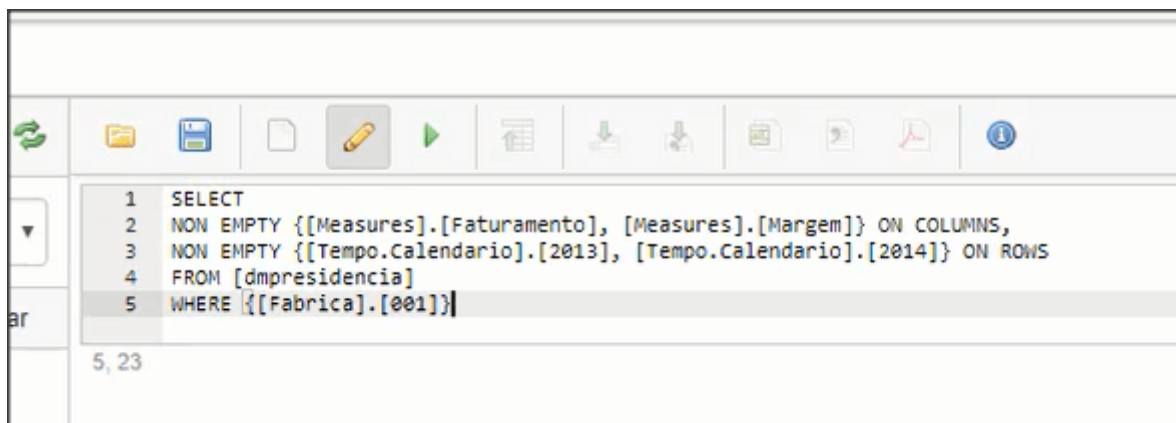 1 SELECT
2 NON EMPTY {[Measures].[Faturamento], [Measures].[Margem]} ON COLUMNS,
3 NON EMPTY {[Tempo.Calendario].[2013], [Tempo.Calendario].[2014]} ON ROWS
4 FROM [dmpresidencia]
5 WHERE {[Fabrica].[001]}
ar
5, 23